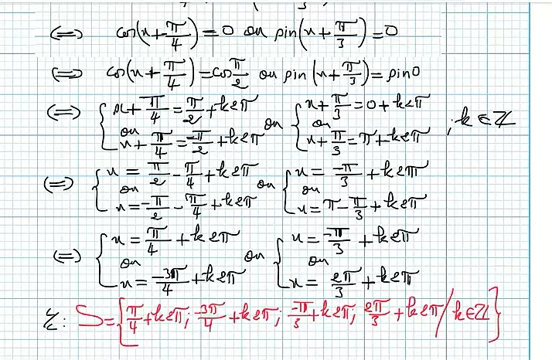 ⇔ cos(x+π/4)=0 ou sin(x+π/3)=0
⇔ cos(x+π/4)=cos π/2 ou sin(x+π/3)=sin0
⇔ { x+π/4=π/2+k2π ou x+π/4=-π/2+k2π ou { x+π/3=0+k2π ou x+π/3=π+k2π ; k∈ℤ
⇔ { x=π/2-π/4+k2π ou x=-π/2-π/4+k2π ou { x=-π/3+k2π ou x=π-π/3+k2π
⇔ { x=π/4+k2π ou x=-3π/4+k2π ou { x=-π/3+k2π ou x=2π/3+k2π
: S={π/4+k2π; -3π/4+k2π; -π/3+k2π; 2π/3+k2π/k∈ℤ}